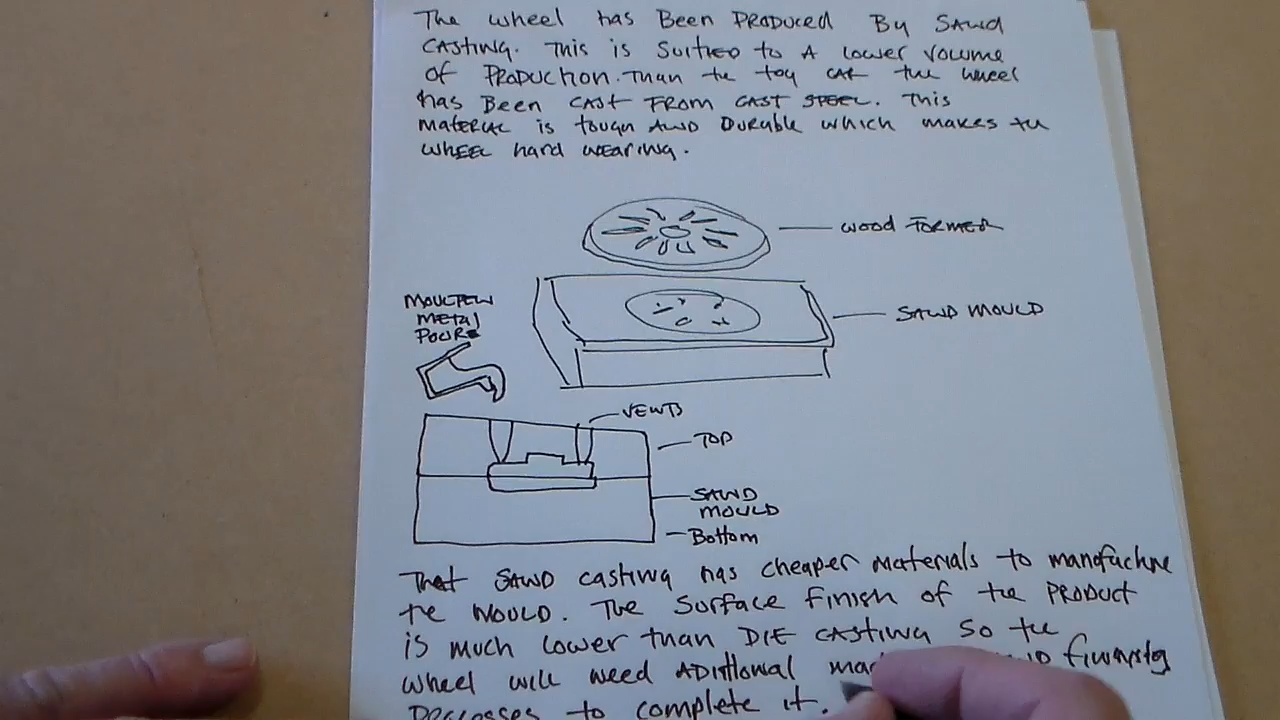 The wheel has Been PRODUCED By SAND
CASTING. This is Suited to A lower Volume
of PRODUCTION. Than the toy car the wheel
has Been CAST FROM CAST STEEL. This
MATERIAL is tough AND DURABLE which makes the
WHEEL hard WEARING.
wood FORMER
MOULTEN
METAL
POUR
SAND MOULD
VENTS
TOP
SAND
MOULD
Bottom
That SAND casting has cheaper materials to
the MOULD. The Surface finish of the PRODUCT
is much lower than DIE CASTING So the
wheel will need ADITIONAL
to complete it.